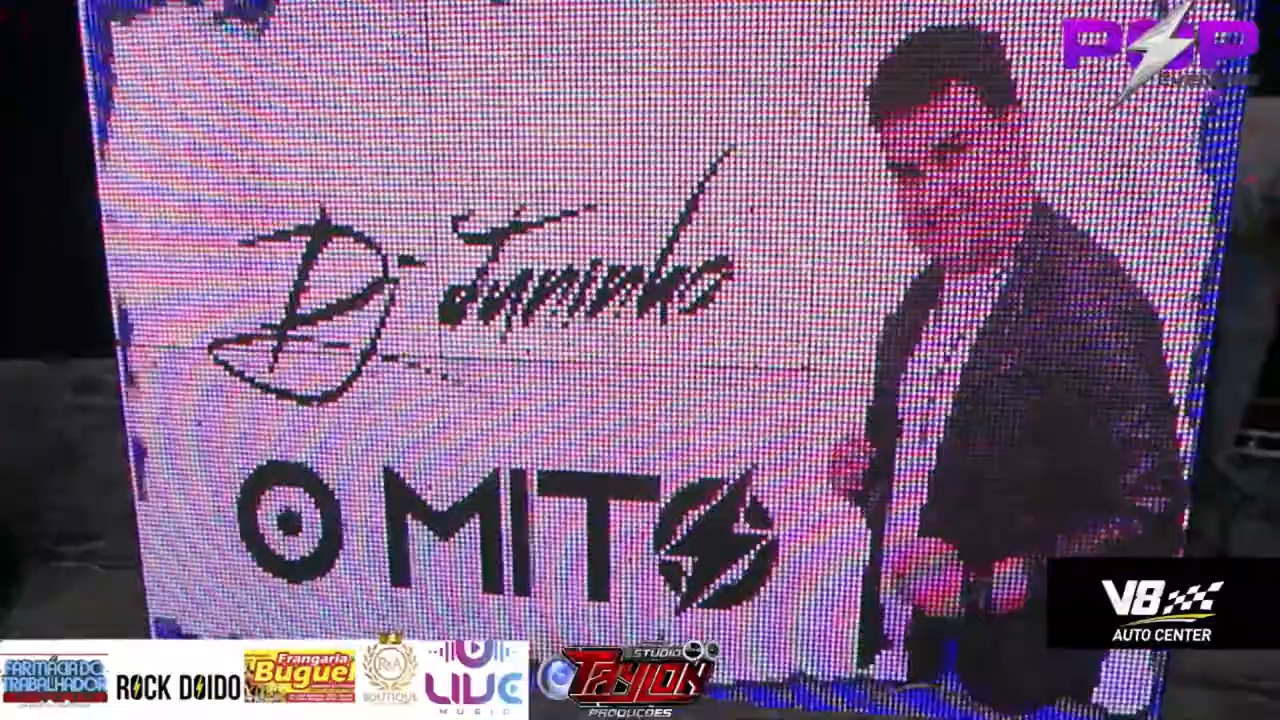 POP
Dj Juninho
O MITO
V8
AUTO CENTER
FARMÁCIA DO
TRABALHADOR
ROCK DOIDO
Frangaria
Buguel
R&A
BOUTIQUE
LIVE
MUSIC
STUDIO
TAYLON
PRODUÇÕES